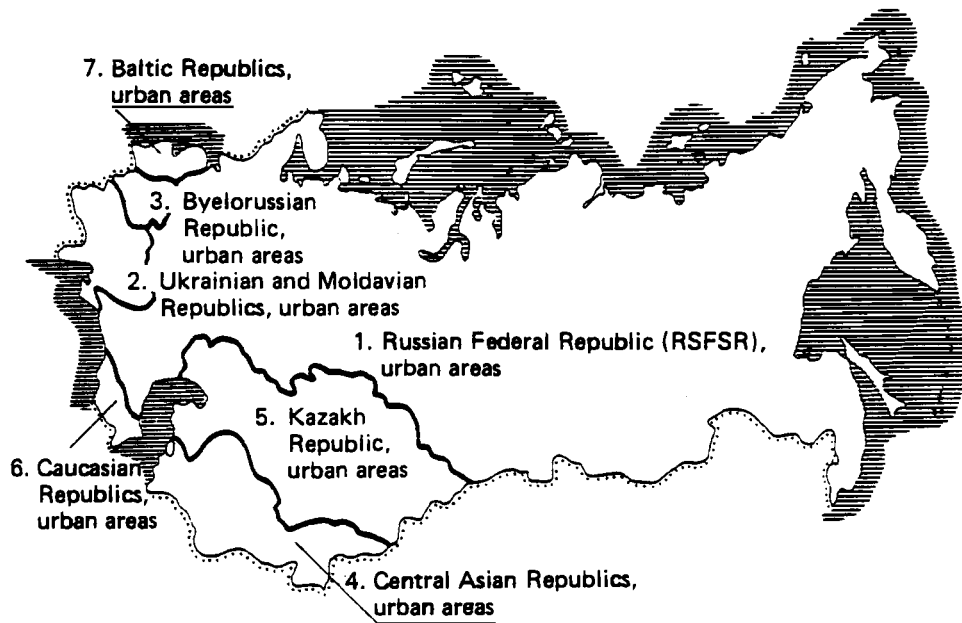 7. Baltic Republics,
urban areas
3. Byelorussian
Republic,
urban areas
2. Ukrainian and Moldavian
Republics, urban areas
1. Russian Federal Republic (RSFSR),
urban areas
5. Kazakh
Republic,
urban areas
6. Caucasian
Republics,
urban areas
4. Central Asian Republics,
urban areas